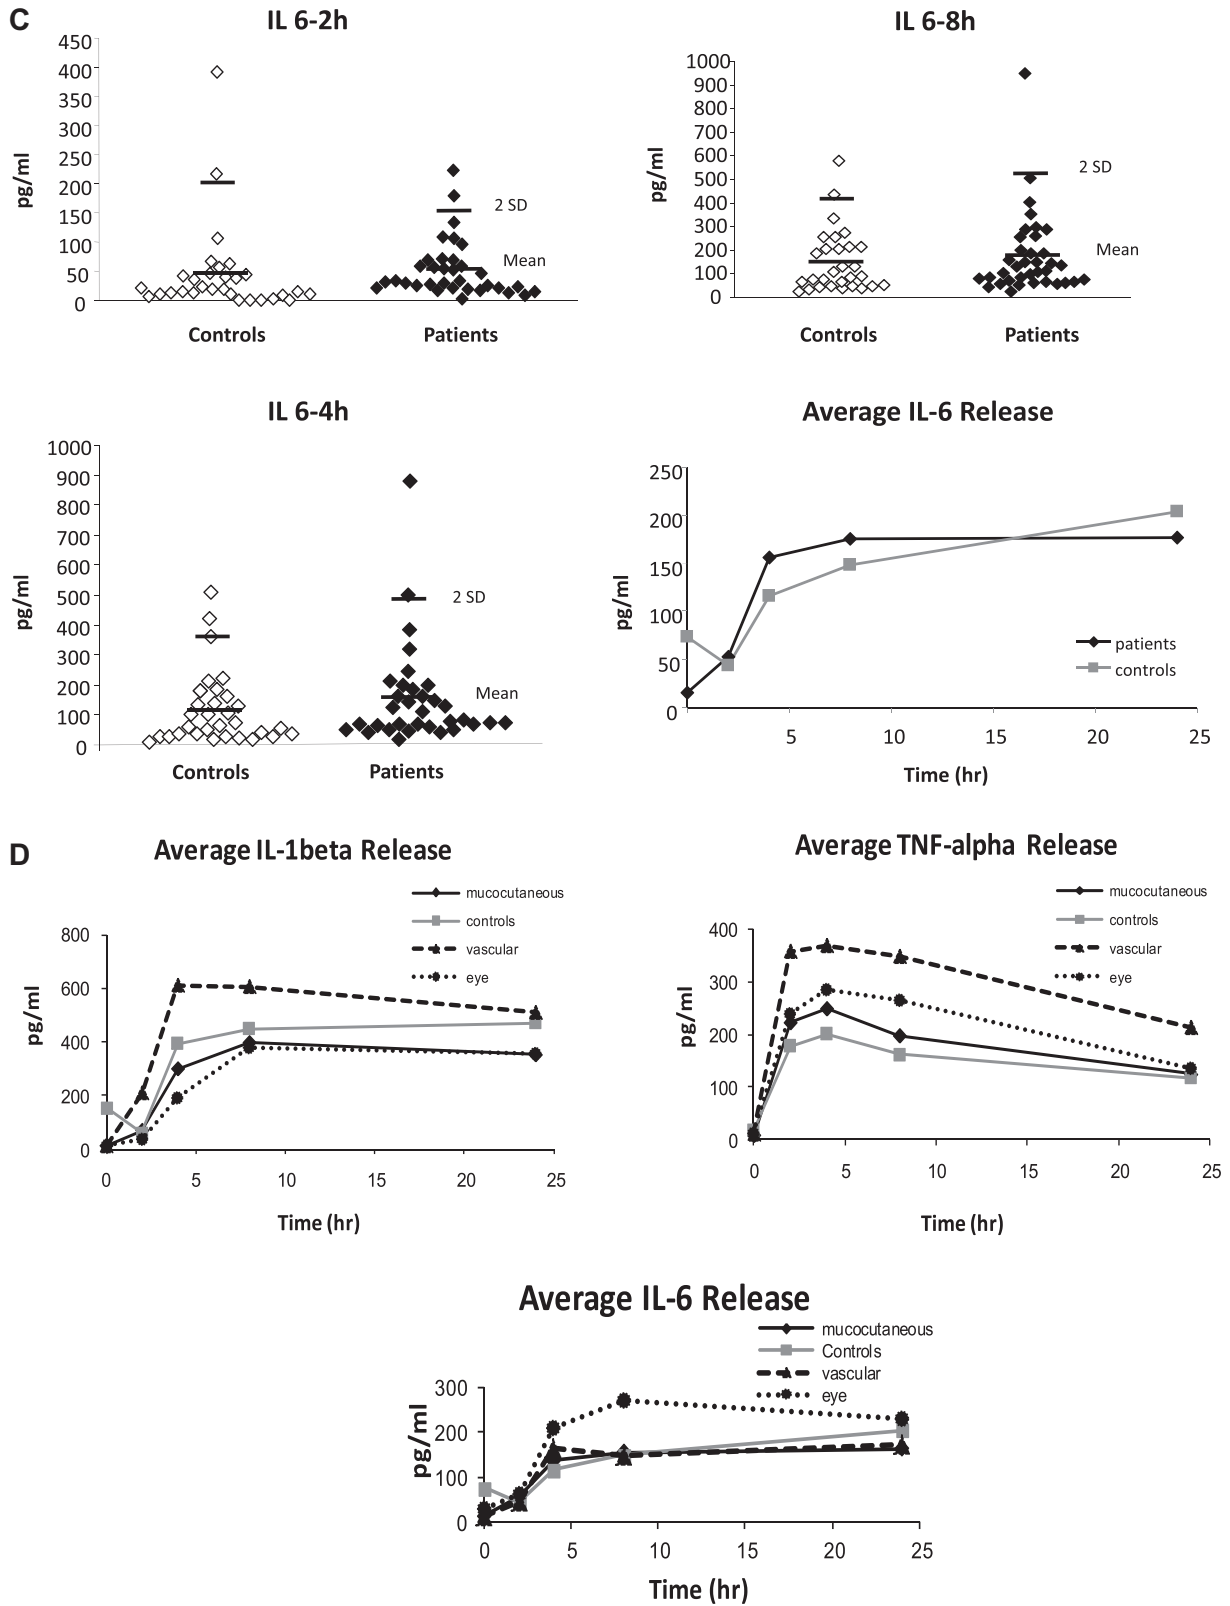 C
IL 6-2h
450
400
350
300
250
200
150
100
50
0
pg/ml
2 SD
Mean
Controls
Patients
IL 6-8h
1000
900
800
700
600
500
400
300
200
100
0
pg/ml
2 SD
Mean
Controls
Patients
IL 6-4h
1000
900
800
700
600
500
400
300
200
100
0
pg/ml
2 SD
Mean
Controls
Patients
Average IL-6 Release
250
200
150
100
50
0
pg/ml
patients
controls
5 10 15 20 25
Time (hr)
D
Average IL-1beta Release
mucocutaneous
controls
vascular
eye
800
600
400
200
0
pg/ml
0 5 10 15 20 25
Time (hr)
Average TNF-alpha Release
mucocutaneous
controls
vascular
eye
400
300
200
100
0
pg/ml
0 5 10 15 20 25
Time (hr)
Average IL-6 Release
mucocutaneous
Controls
vascular
eye
300
200
100
0
pg/ml
0 5 10 15 20 25
Time (hr)